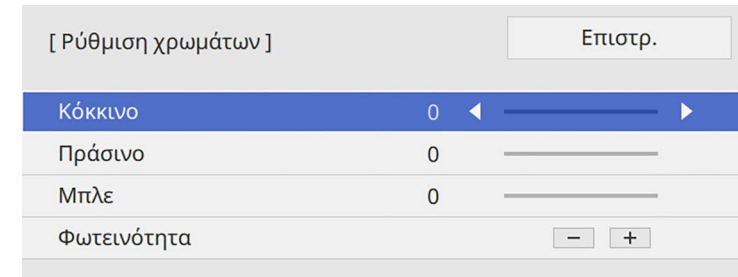 [ Ρύθμιση χρωμάτων ] Επιστρ.
Κόκκινο 0
Πράσινο 0
Μπλε 0
Φωτεινότητα − +